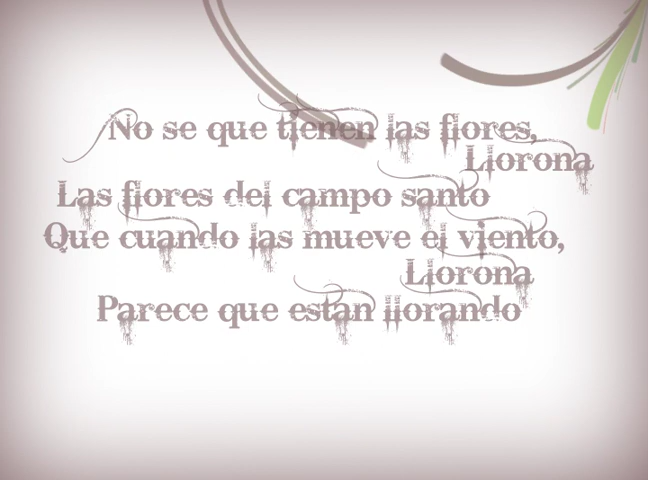 No se que tienen las flores,
Llorona
Las flores del campo santo
Que cuando las mueve el viento,
Llorona
Parece que estan llorando